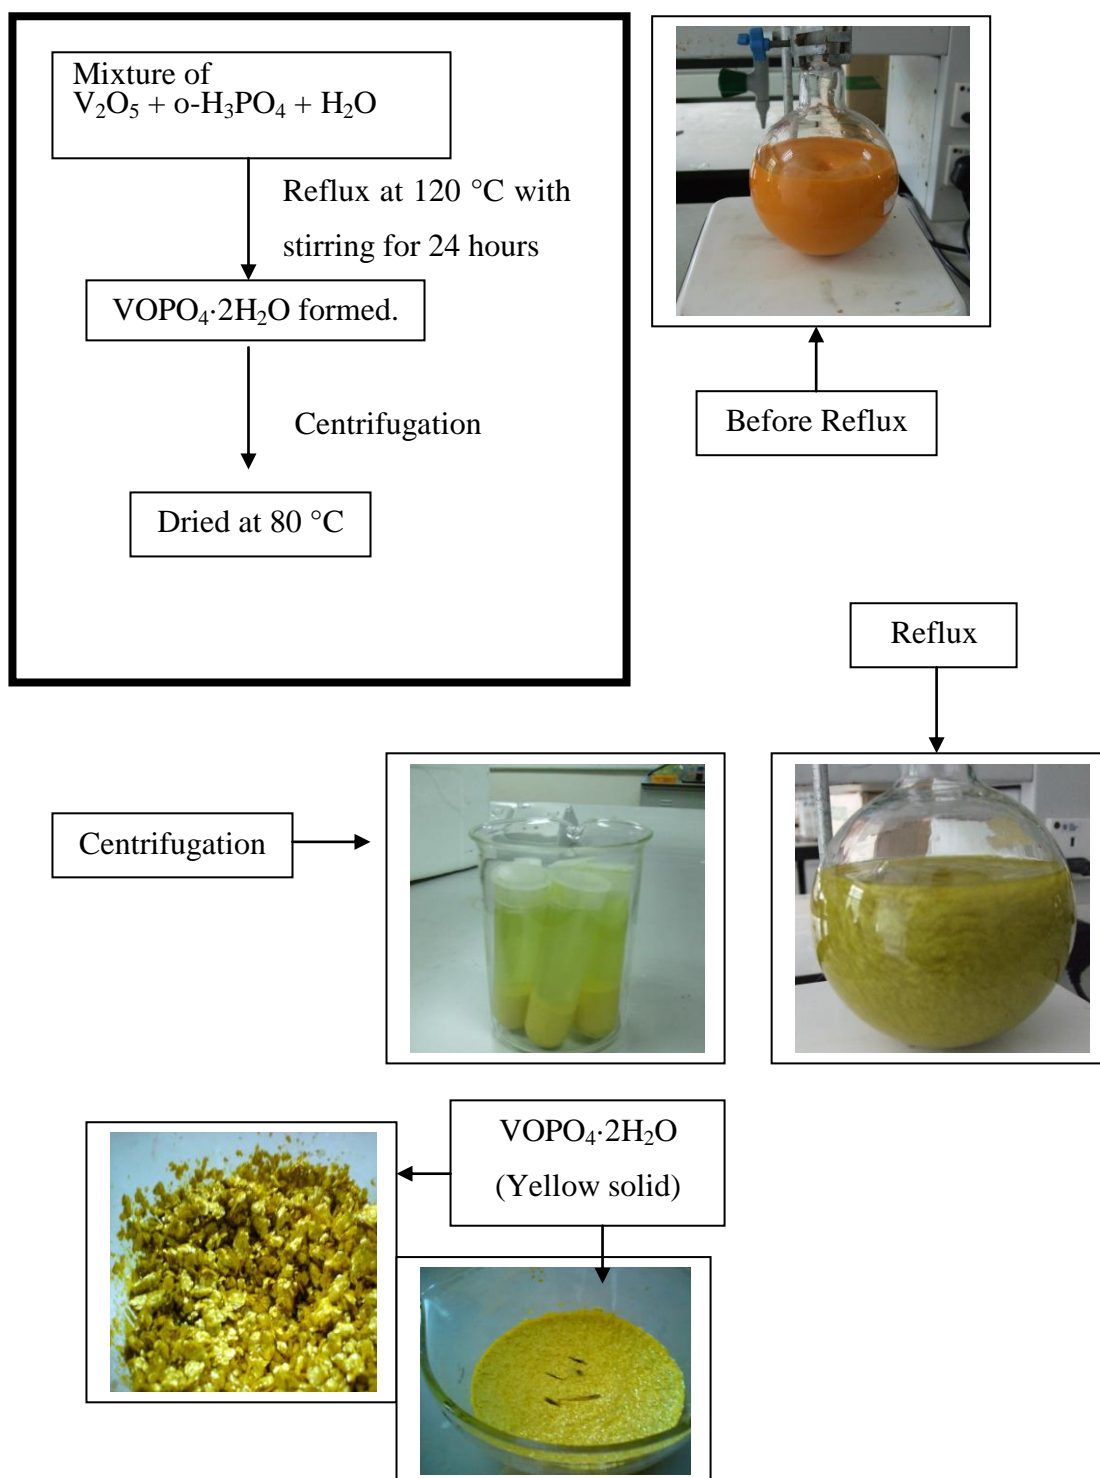 Mixture of
V₂O₅ + o-H₃PO₄ + H₂O
Reflux at 120 °C with
stirring for 24 hours
VOPO₄·2H₂O formed.
Centrifugation
Dried at 80 °C
Before Reflux
Reflux
Centrifugation
VOPO₄·2H₂O
(Yellow solid)